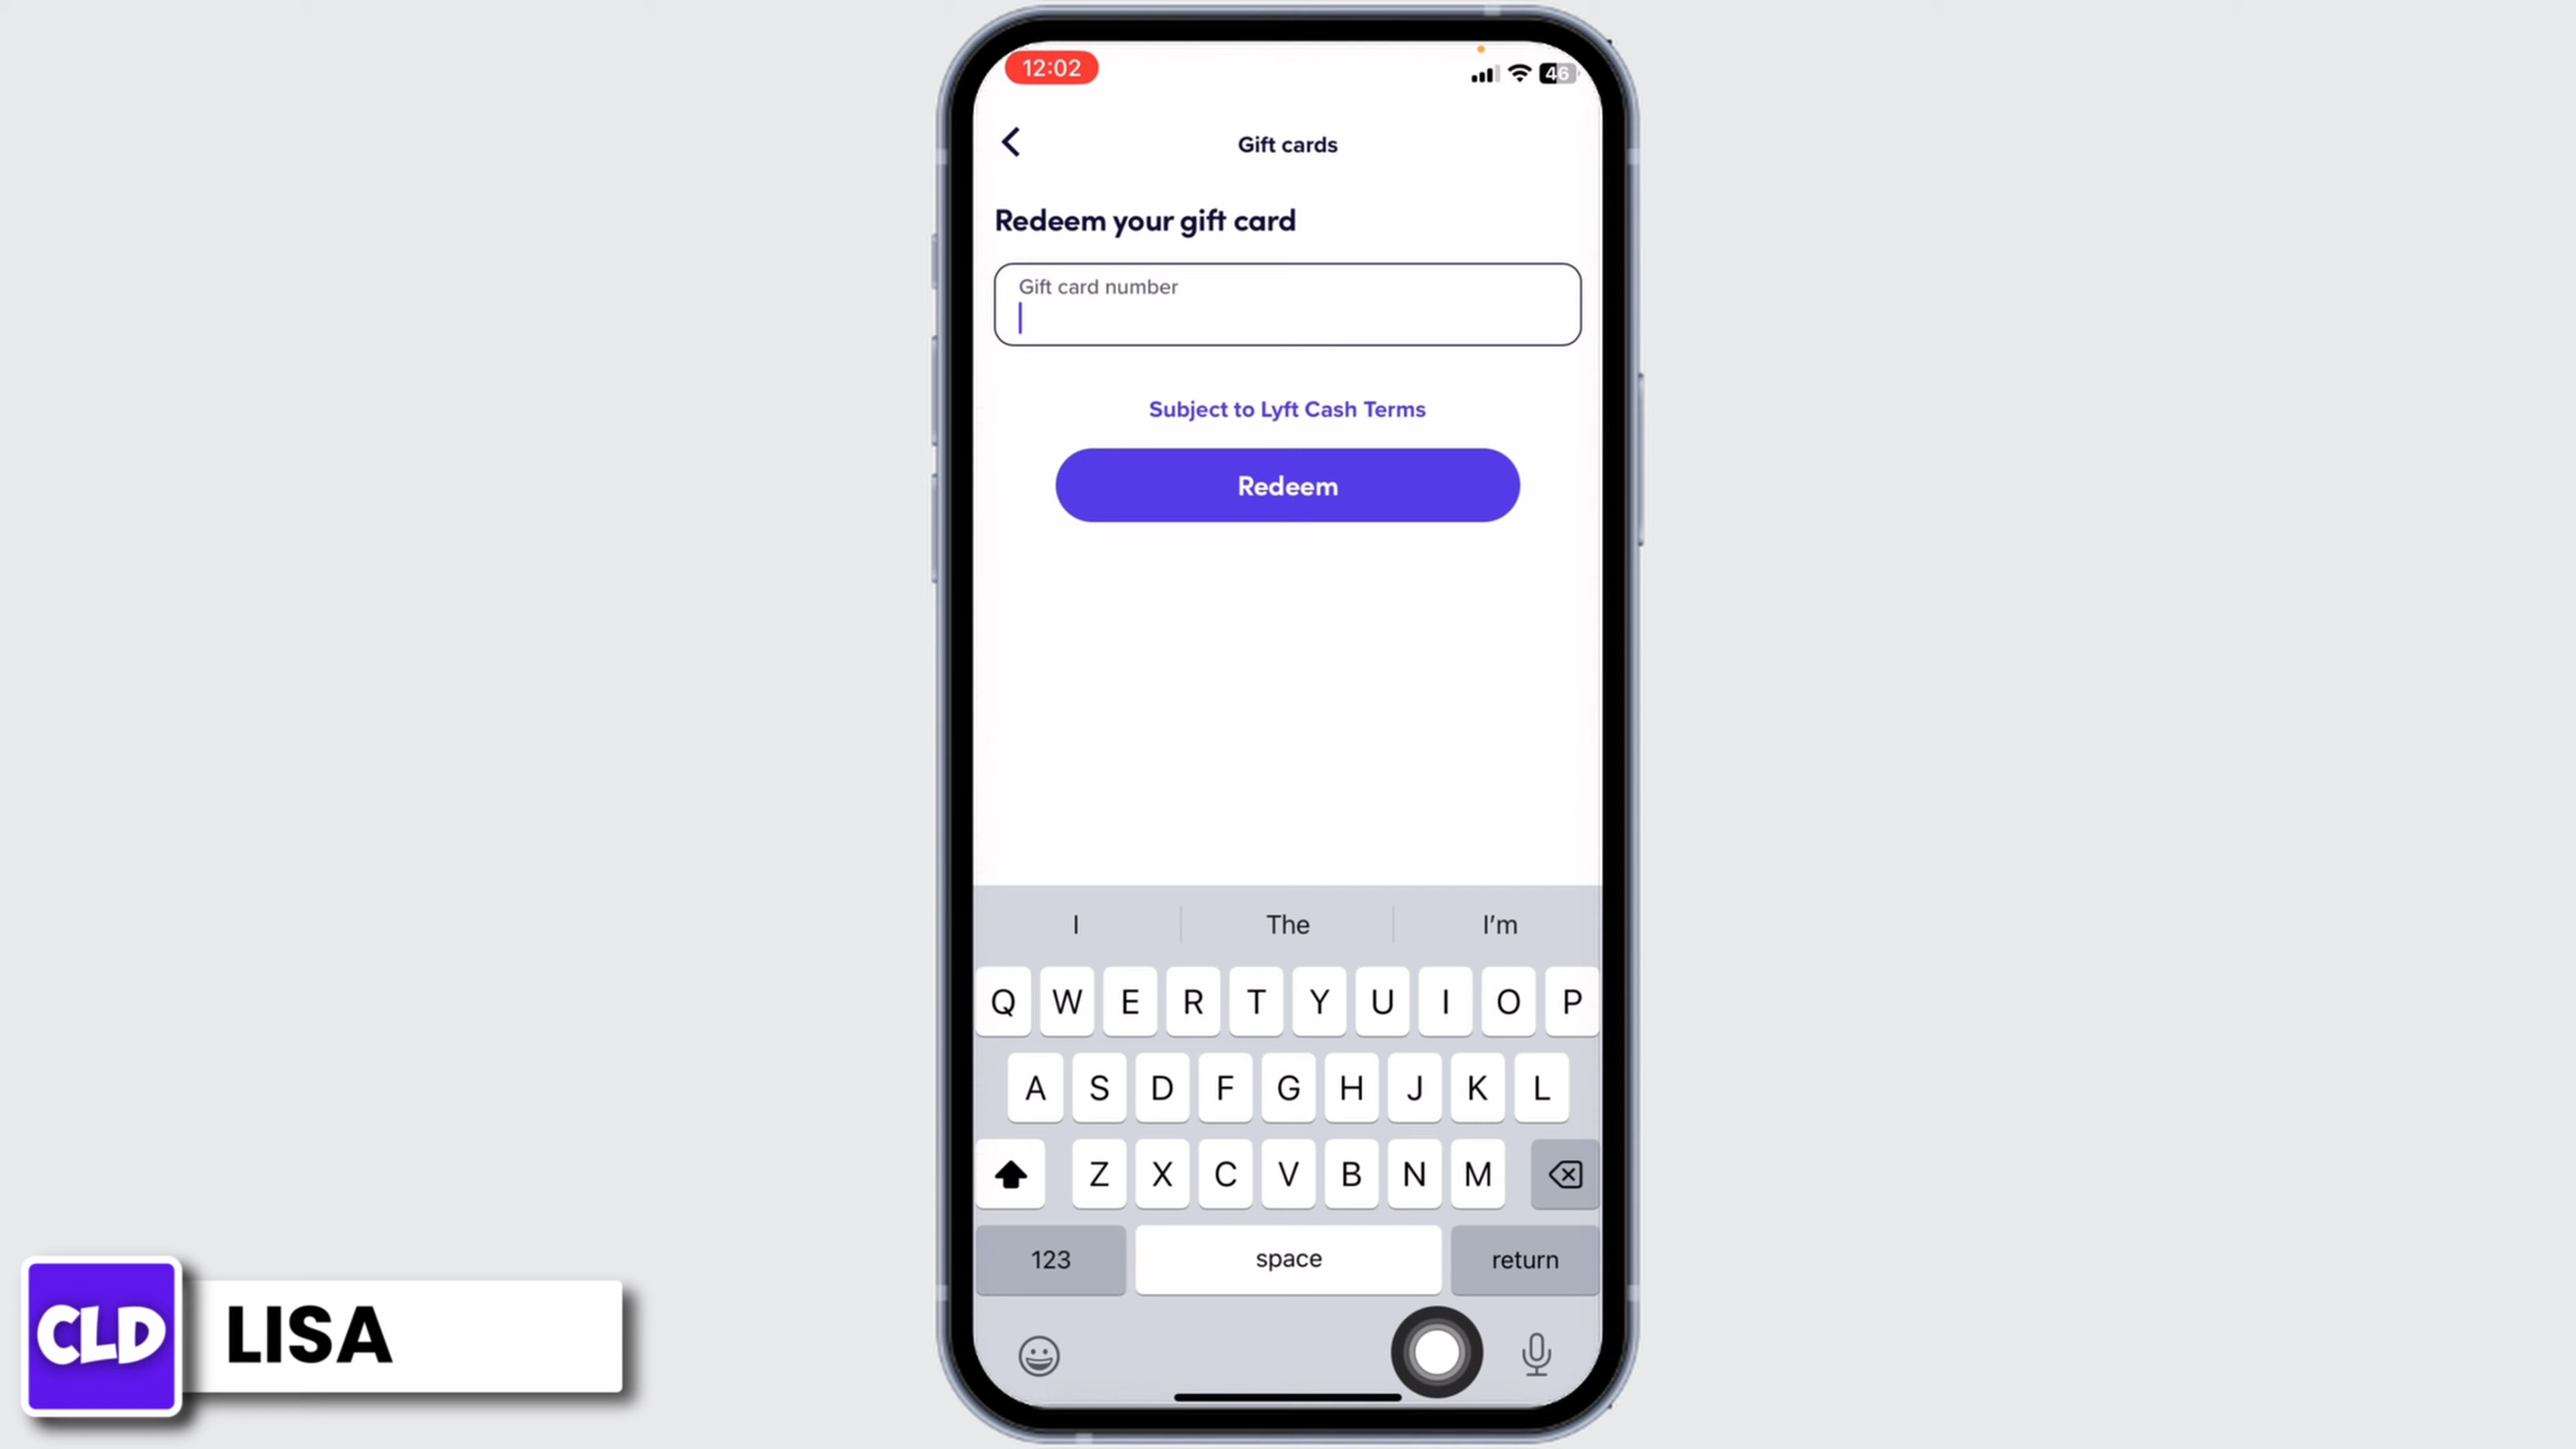 12:02
46
Gift cards
Redeem your gift card
Gift card number
Subject to Lyft Cash Terms
Redeem
I The I'm
Q W E R T Y U I O P
A S D F G H J K L
Z X C V B N M
123 space return
CLD LISA